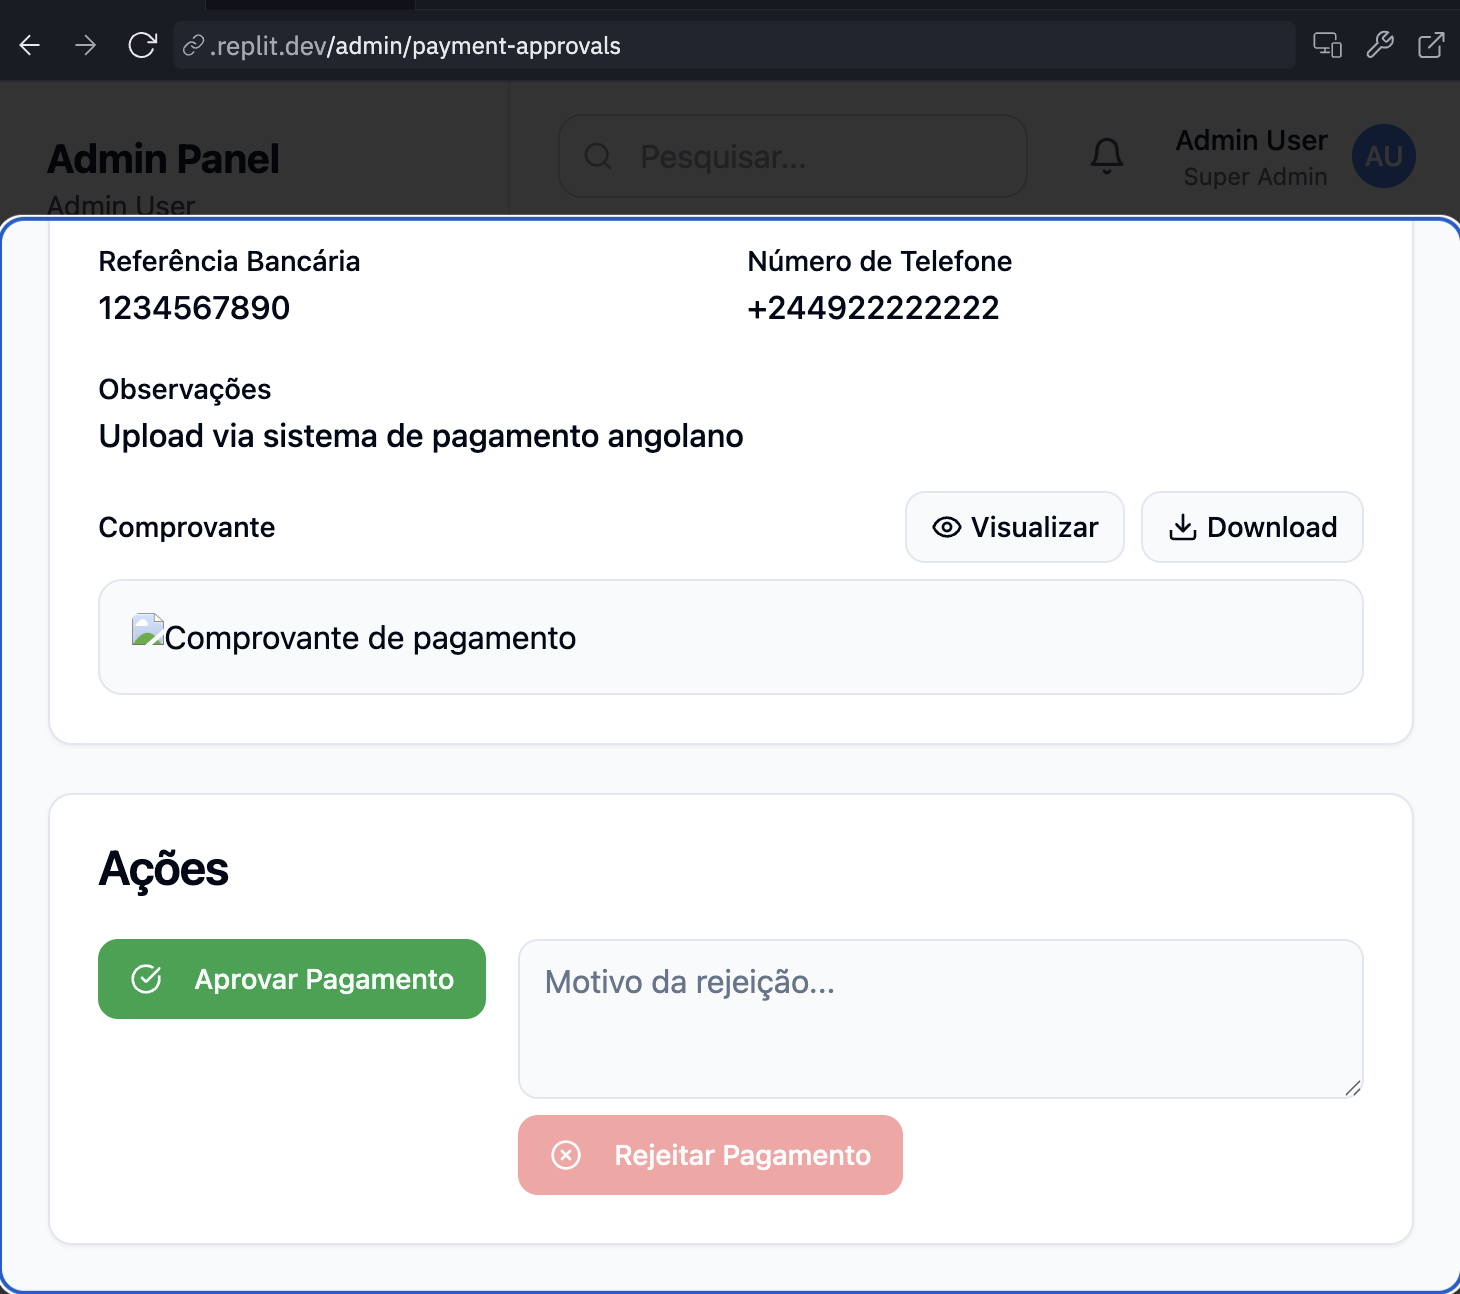 .replit.dev/admin/payment-approvals
Admin Panel
Admin User
Pesquisar...
Admin User
Super Admin
AU
Referência Bancária
1234567890
Número de Telefone
+244922222222
Observações
Upload via sistema de pagamento angolano
Comprovante
Visualizar
Download
Comprovante de pagamento
Ações
Aprovar Pagamento
Motivo da rejeição...
Rejeitar Pagamento